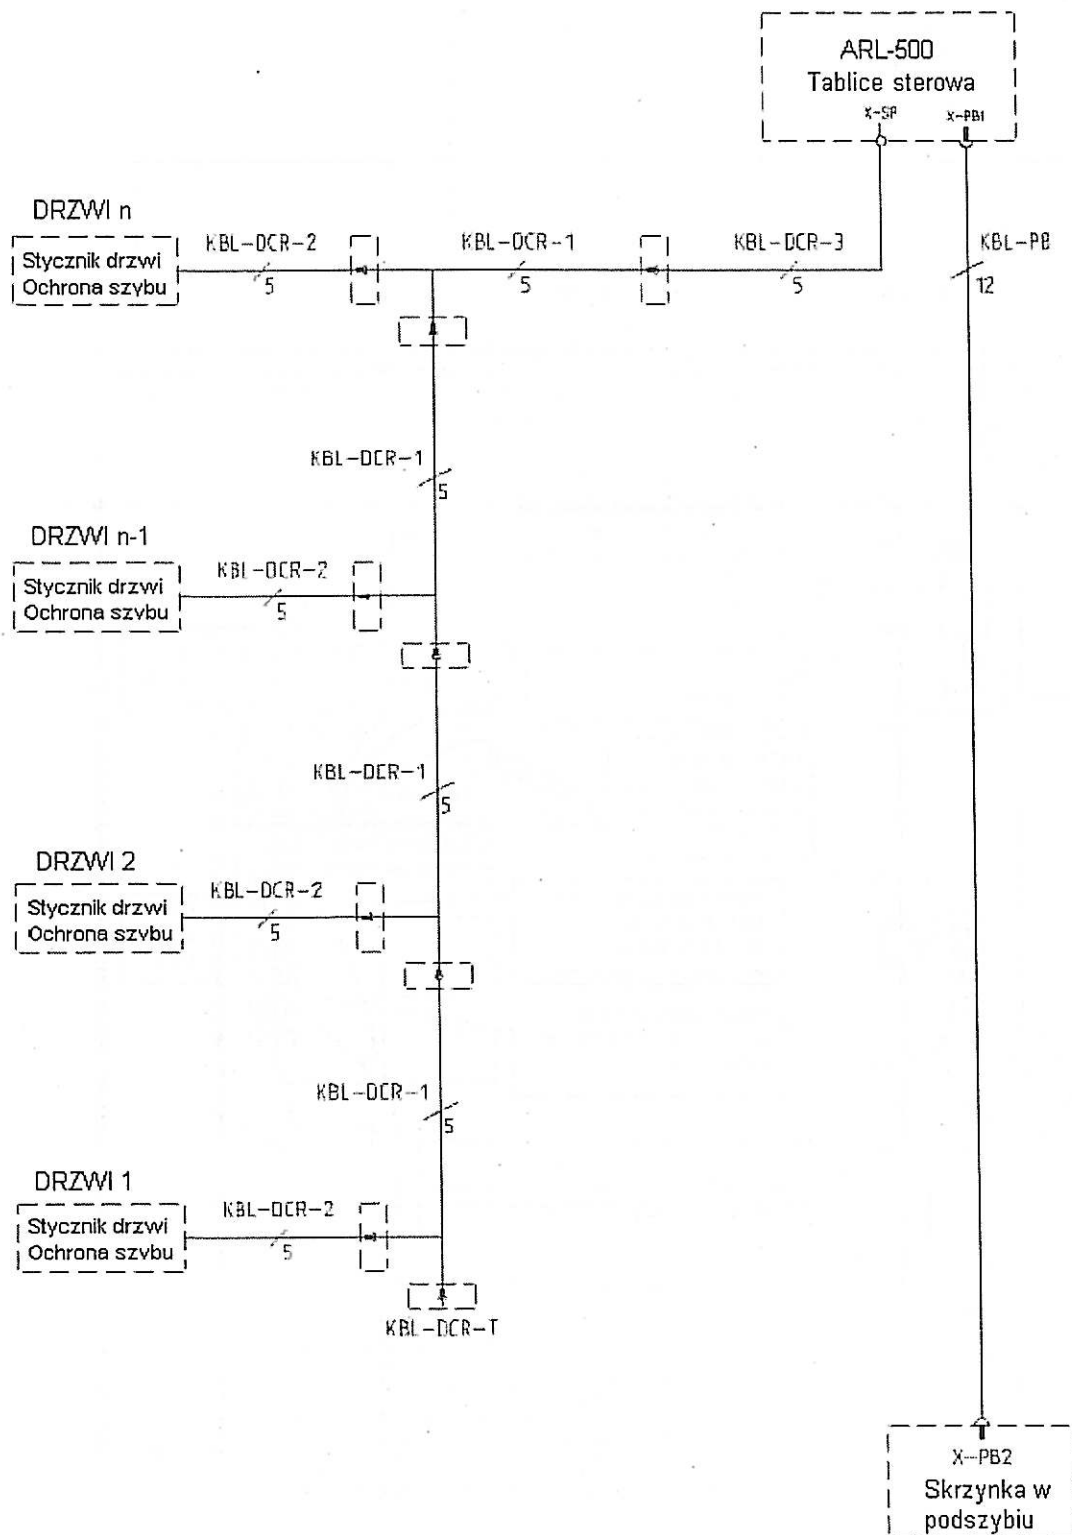 ARL-500
Tablice sterowa
X-SP
X-PB1
DRZWI n
Stycznik drzwi
Ochrona szybu
KBL-DCR-2
5
KBL-DCR-1
5
KBL-DCR-3
5
KBL-PB
12
KBL-DCR-1
5
DRZWI n-1
Stycznik drzwi
Ochrona szybu
KBL-DCR-2
5
KBL-DCR-1
5
DRZWI 2
Stycznik drzwi
Ochrona szybu
KBL-DCR-2
5
KBL-DCR-1
5
DRZWI 1
Stycznik drzwi
Ochrona szybu
KBL-DCR-2
5
KBL-DCR-T
X-PB2
Skrzynka w
podszybiu